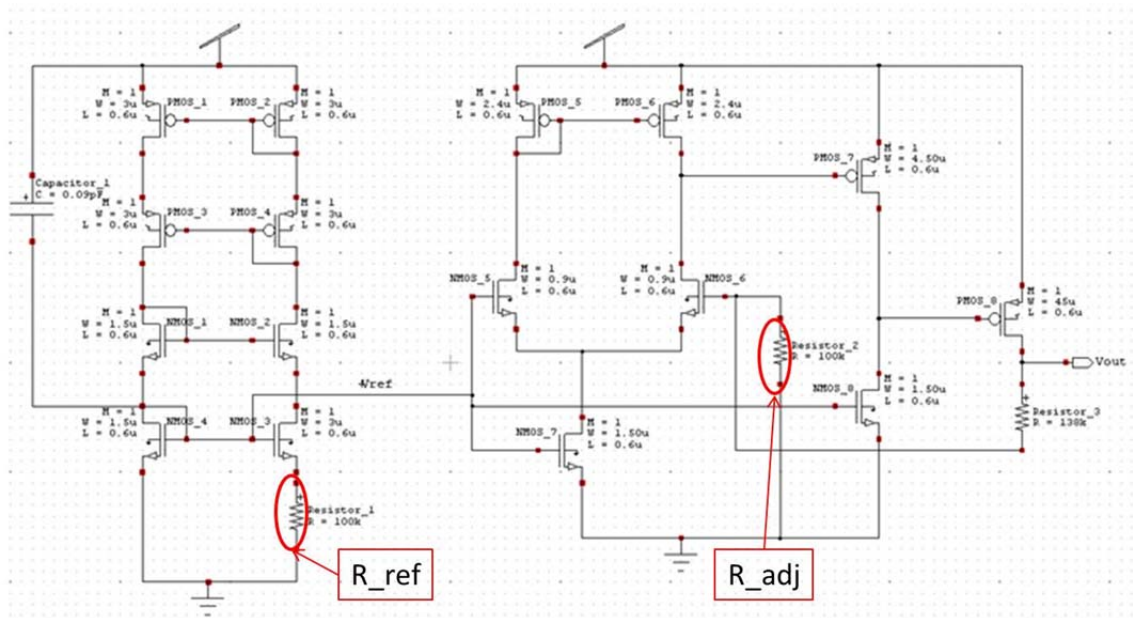 M = 1
W = 3u
L = 0.6u
PMOS_1
PMOS_2
M = 1
W = 3u
L = 0.6u
M = 1
W = 2.4u
L = 0.6u
PMOS_5
PMOS_6
M = 1
W = 2.4u
L = 0.6u
PMOS_7
M = 1
W = 4.50u
L = 0.6u
Capacitor_1
C = 0.09pF
M = 1
W = 3u
L = 0.6u
PMOS_3
PMOS_4
M = 1
W = 3u
L = 0.6u
NMOS_5
M = 1
W = 0.9u
L = 0.6u
M = 1
W = 0.9u
L = 0.6u
NMOS_6
PMOS_8
M = 1
W = 45u
L = 0.6u
M = 1
W = 1.5u
L = 0.6u
NMOS_1
NMOS_2
M = 1
W = 1.5u
L = 0.6u
Resistor_2
R = 100k
Vout
Vref
M = 1
W = 1.5u
L = 0.6u
NMOS_4
NMOS_3
M = 1
W = 3u
L = 0.6u
NMOS_7
M = 1
W = 1.50u
L = 0.6u
NMOS_8
M = 1
W = 1.50u
L = 0.6u
Resistor_3
R = 138k
Resistor_1
R = 100k
R_ref
R_adj